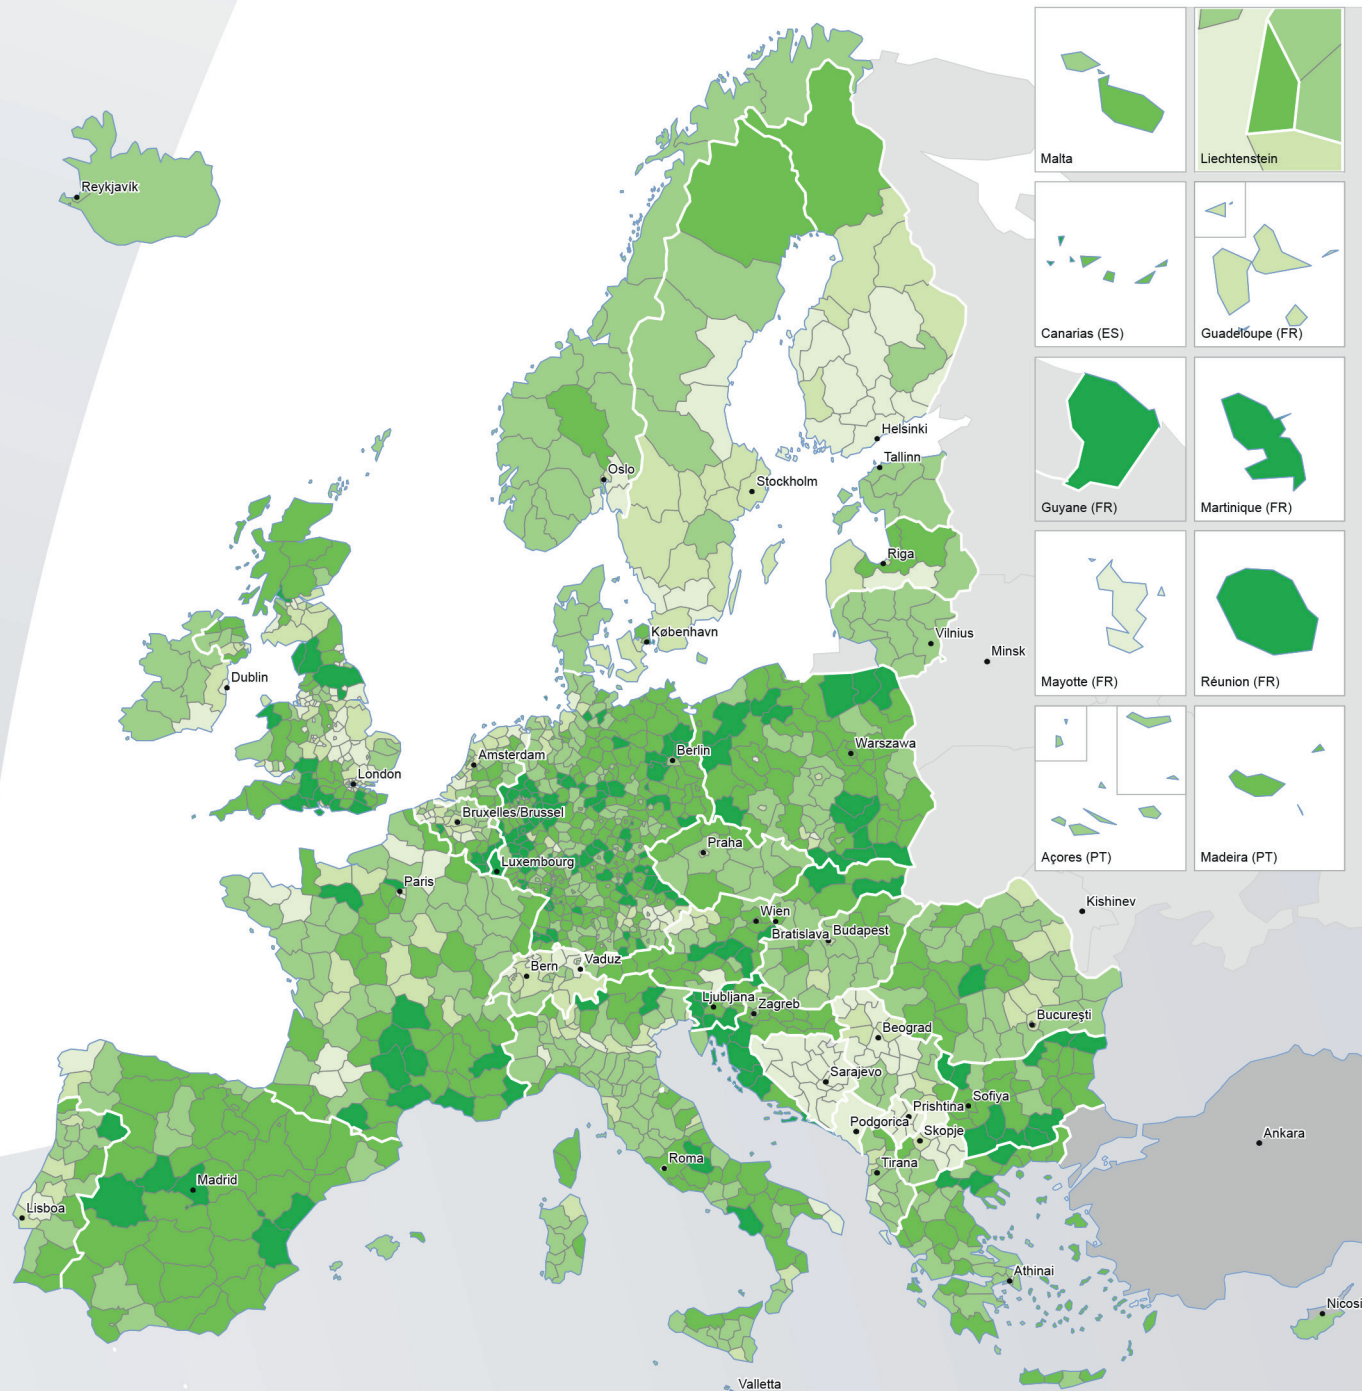 Reykjavík
Malta
Liechtenstein
Canarias (ES)
Guadeloupe (FR)
Guyane (FR)
Martinique (FR)
Mayotte (FR)
Réunion (FR)
Açores (PT)
Madeira (PT)
Helsinki
Tallinn
Oslo
Stockholm
Riga
København
Vilnius
Minsk
Dublin
Amsterdam
Berlin
Warszawa
London
Bruxelles/Brussel
Praha
Luxembourg
Paris
Kishinev
Wien
Bratislava
Budapest
Vaduz
Bern
Ljubljana
Zagreb
Bucureşti
Beograd
Sarajevo
Sofiya
Prishtina
Podgorica
Skopje
Ankara
Roma
Tirana
Madrid
Lisboa
Athinai
Nicosi
Valletta